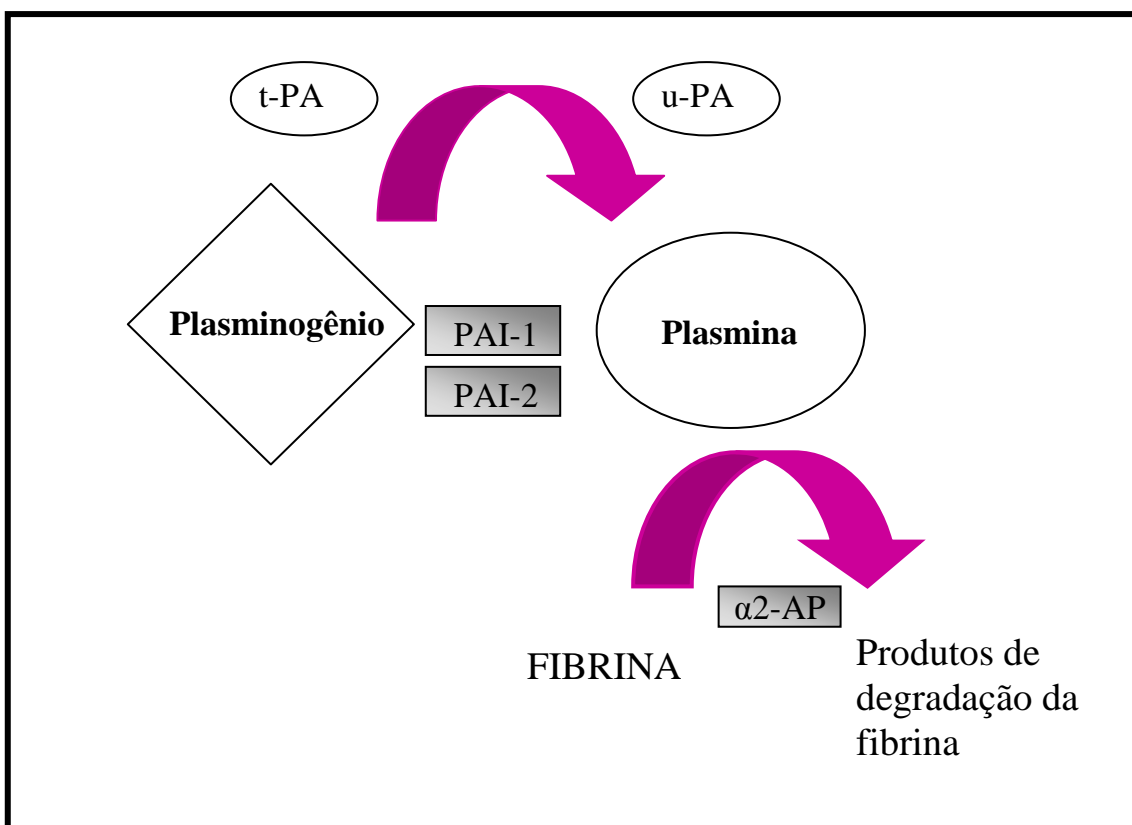 t-PA
u-PA
Plasminogênio
PAI-1
Plasmina
PAI-2
α2-AP
FIBRINA
Produtos de
degradação da
fibrina